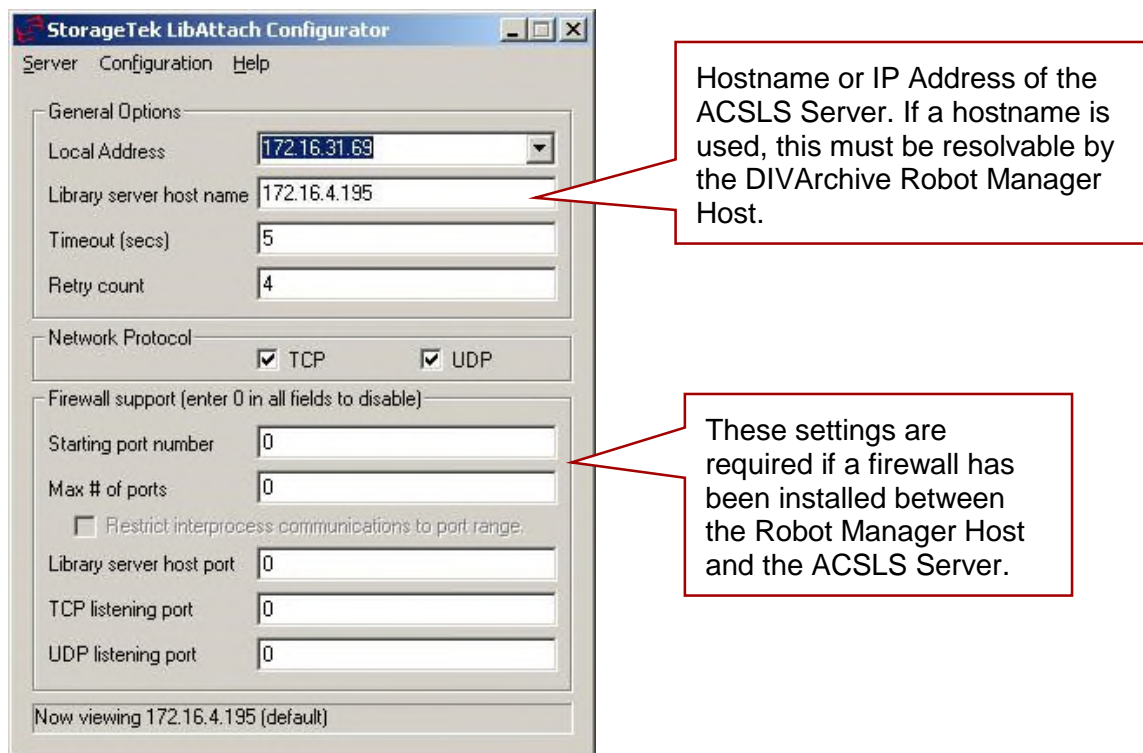 StorageTek LibAttach Configurator
Server Configuration Help
General Options
Local Address 172.16.31.69
Library server host name 172.16.4.195
Timeout (secs) 5
Retry count 4
Network Protocol
TCP UDP
Firewall support (enter 0 in all fields to disable)
Starting port number 0
Max # of ports 0
Restrict interprocess communications to port range.
Library server host port 0
TCP listening port 0
UDP listening port 0
Now viewing 172.16.4.195 (default)
Hostname or IP Address of the
ACSLS Server. If a hostname is
used, this must be resolvable by
the DIVArchive Robot Manager
Host.
These settings are
required if a firewall has
been installed between
the Robot Manager Host
and the ACSLS Server.